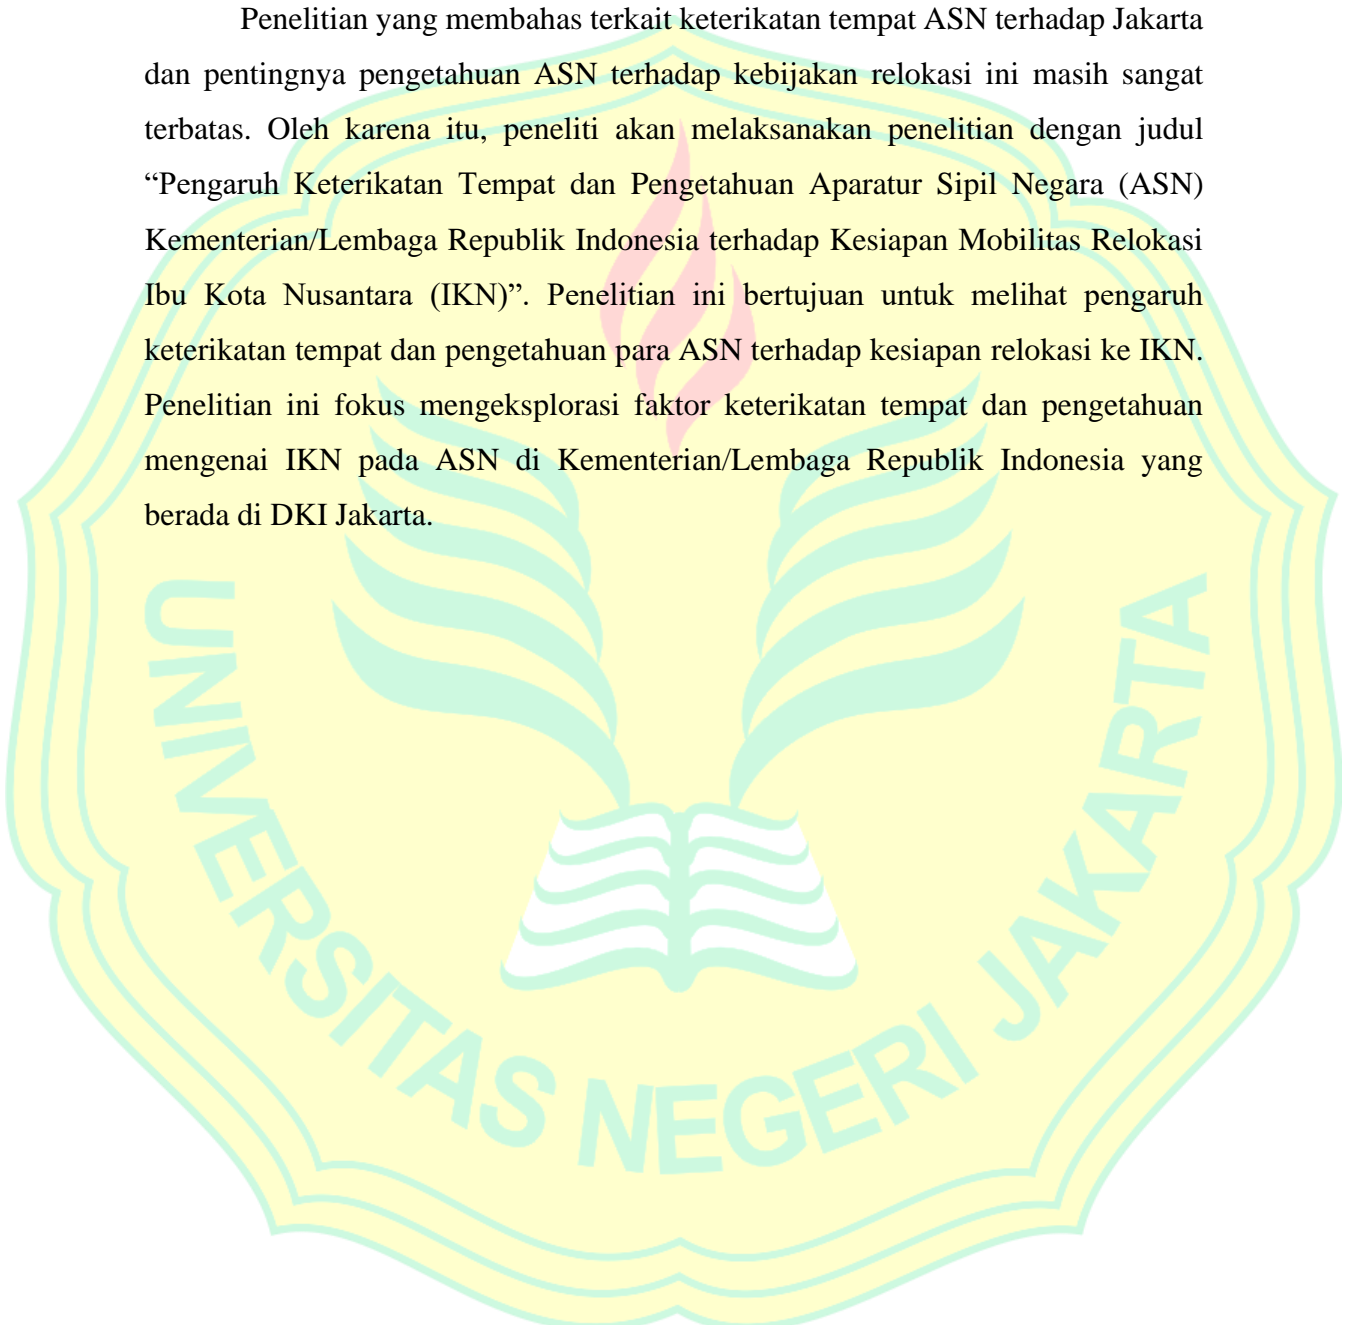 Penelitian yang membahas terkait keterikatan tempat ASN terhadap Jakarta
dan pentingnya pengetahuan ASN terhadap kebijakan relokasi ini masih sangat
terbatas. Oleh karena itu, peneliti akan melaksanakan penelitian dengan judul
“Pengaruh Keterikatan Tempat dan Pengetahuan Aparatur Sipil Negara (ASN)
Kementerian/Lembaga Republik Indonesia terhadap Kesiapan Mobilitas Relokasi
Ibu Kota Nusantara (IKN)”. Penelitian ini bertujuan untuk melihat pengaruh
keterikatan tempat dan pengetahuan para ASN terhadap kesiapan relokasi ke IKN.
Penelitian ini fokus mengeksplorasi faktor keterikatan tempat dan pengetahuan
mengenai IKN pada ASN di Kementerian/Lembaga Republik Indonesia yang
berada di DKI Jakarta.
UNIVERSITAS NEGERI JAKARTA